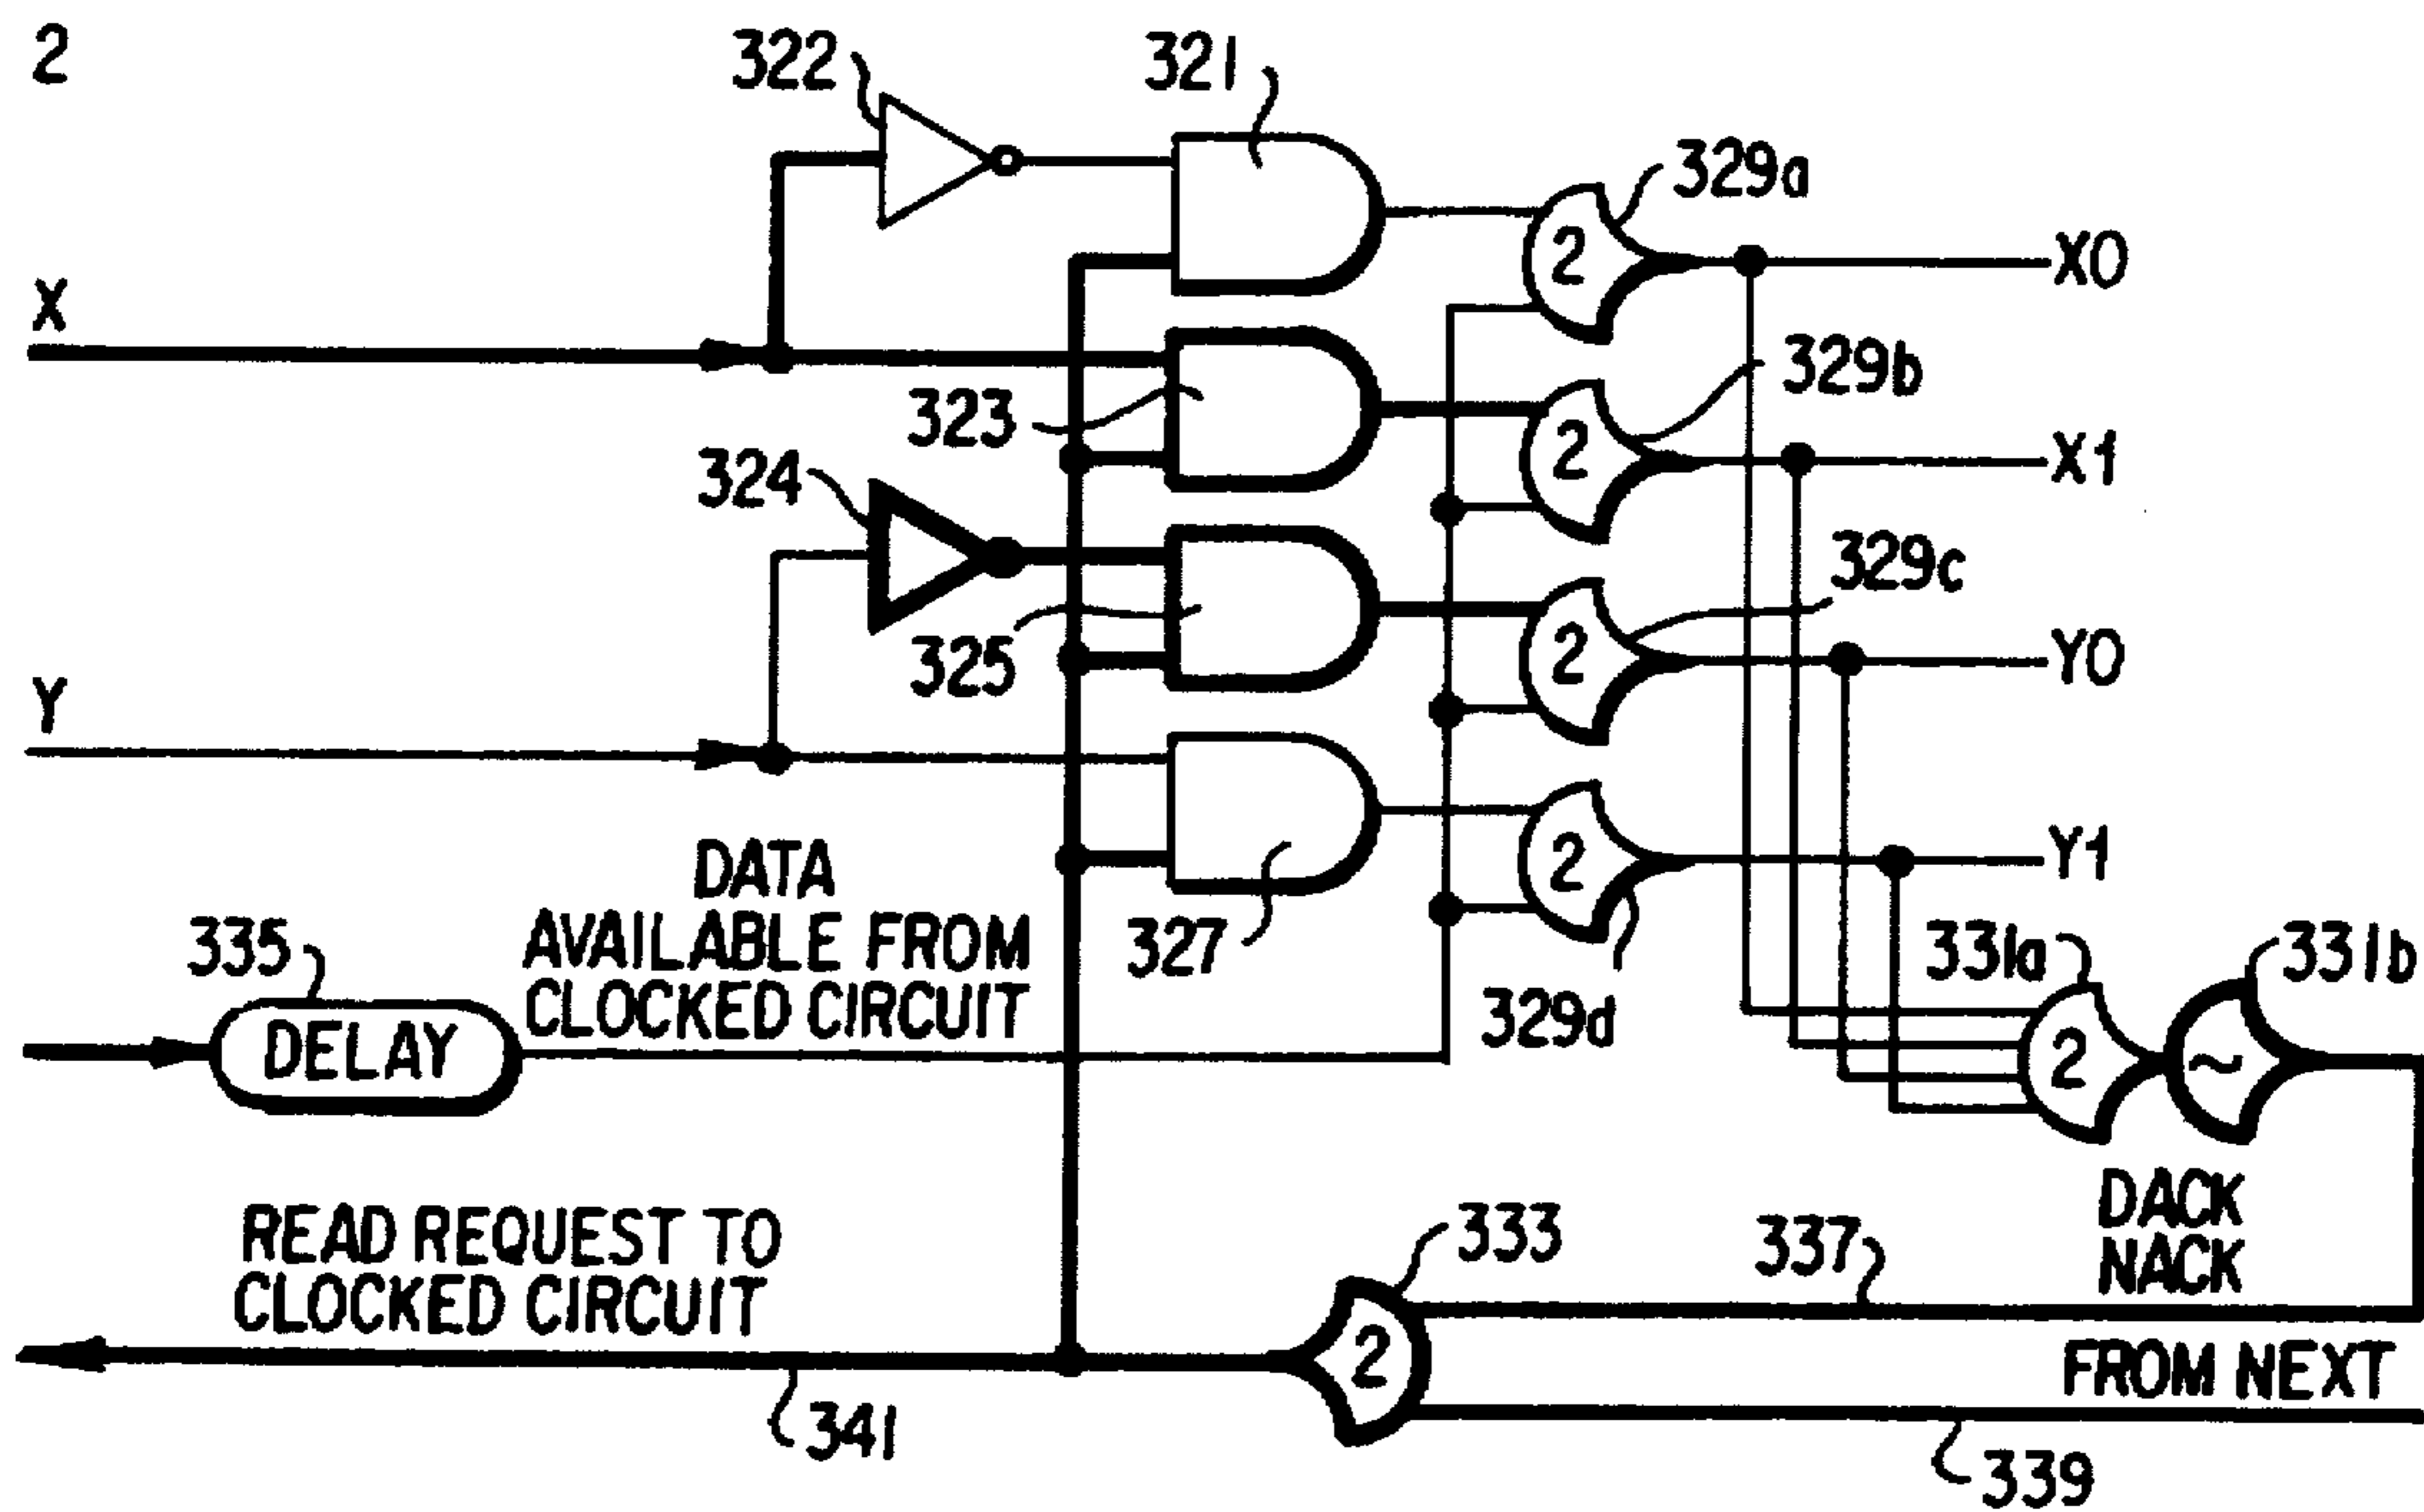 2
322
321
329a
2
X0
X
329b
323
2
X1
324
329c
325
2
Y0
Y
2
Y1
DATA
AVAILABLE FROM
CLOCKED CIRCUIT
335
DELAY
327
329d
331a
331b
2
~
DACK
NACK
READ REQUEST TO
CLOCKED CIRCUIT
333
337
2
FROM NEXT
341
339